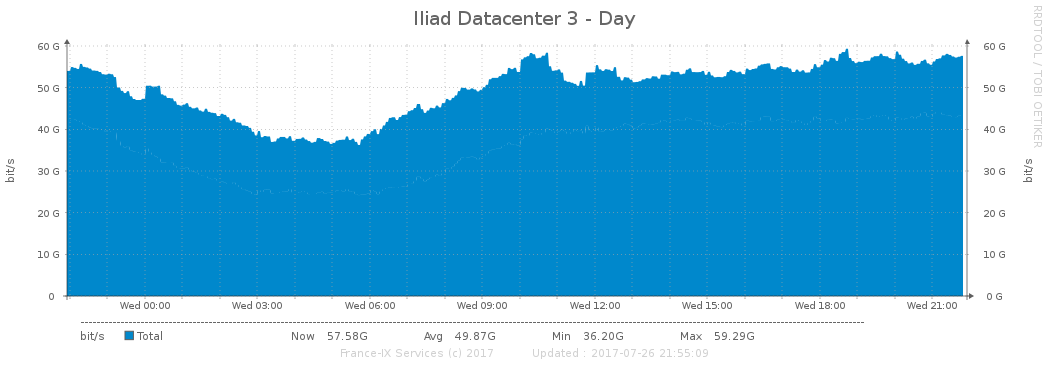 Iliad Datacenter 3 - Day
RRDTOOL / TOBI OETIKER
60 G 60 G
50 G 50 G
40 G 40 G
30 G 30 G
20 G 20 G
10 G 10 G
0 0 G
bit/s bit/s
Wed 00:00 Wed 03:00 Wed 06:00 Wed 09:00 Wed 12:00 Wed 15:00 Wed 18:00 Wed 21:00
bit/s Total Now 57.58G Avg 49.87G Min 36.20G Max 59.29G
France-IX Services (c) 2017 Updated : 2017-07-26 21:55:09